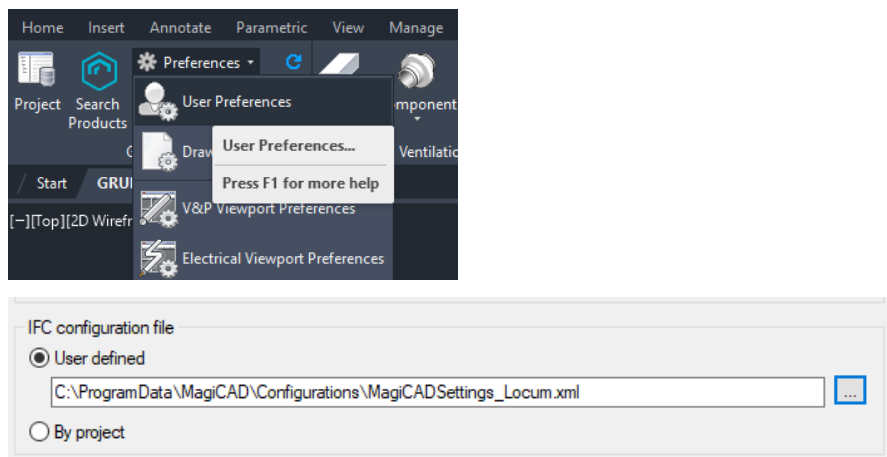 Home Insert Annotate Parametric View Manage
Preferences
User Preferences
Project Search Products
mponent
User Preferences...
Draw
Ventilatio
Press F1 for more help
Start GRU
V&P Viewport Preferences
[−][Top][2D Wirefr
Electrical Viewport Preferences
IFC configuration file
User defined
C:\ProgramData\MagiCAD\Configurations\MagiCADSettings_Locum.xml
...
By project